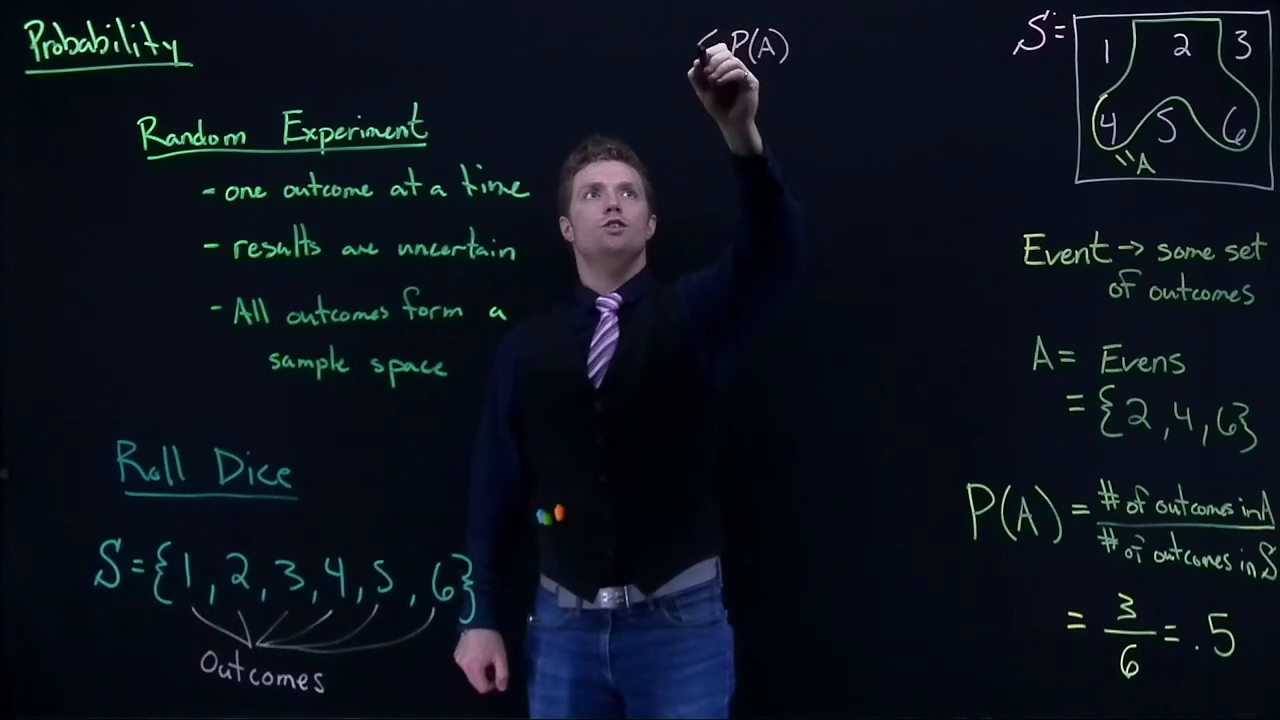 Probability
Random Experiment
- one outcome at a time
- results are uncertain
- All outcomes form a
sample space
Roll Dice
S={1,2,3,4,5,6}
Outcomes
≤ P(A)
S=
1 2 3
4 5 6
"A
Event → some set
of outcomes
A= Evens
={2,4,6}
P(A) = # of outcomes in A
# of outcomes in S
= 3
6
= .5